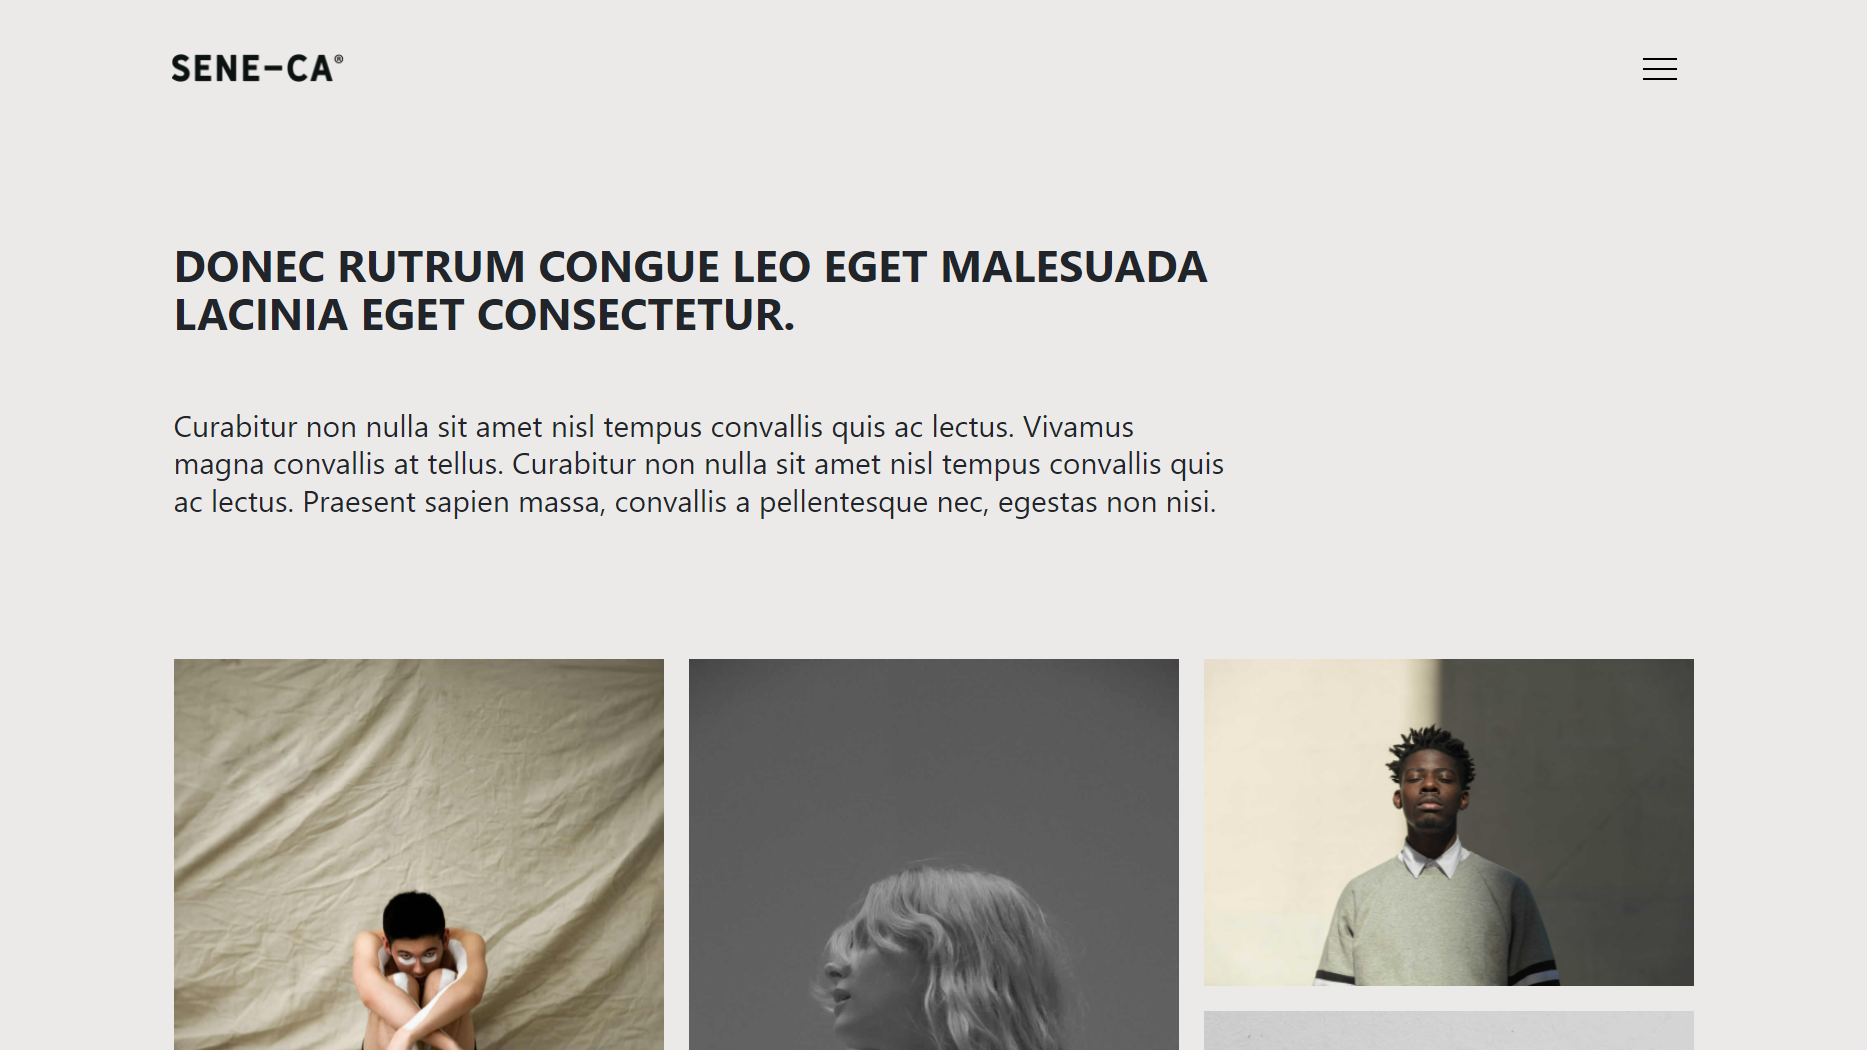 SENE-CA®
DONEC RUTRUM CONGUE LEO EGET MALESUADA
LACINIA EGET CONSECTETUR.
Curabitur non nulla sit amet nisl tempus convallis quis ac lectus. Vivamus
magna convallis at tellus. Curabitur non nulla sit amet nisl tempus convallis quis
ac lectus. Praesent sapien massa, convallis a pellentesque nec, egestas non nisi.